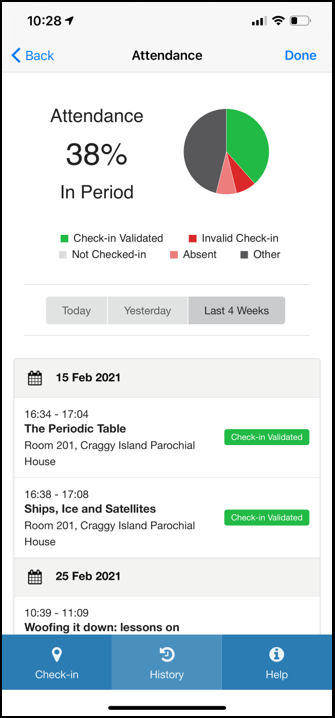 10:28
Back
Attendance
Done
Attendance
38%
In Period
Check-in Validated
Invalid Check-in
Not Checked-in
Absent
Other
Today
Yesterday
Last 4 Weeks
15 Feb 2021
16:34 - 17:04
The Periodic Table
Room 201, Craggy Island Parochial
House
Check-in Validated
16:38 - 17:08
Ships, Ice and Satellites
Room 201, Craggy Island Parochial
House
Check-in Validated
25 Feb 2021
10:39 - 11:09
Woofing it down: lessons on
Check-in
History
Help